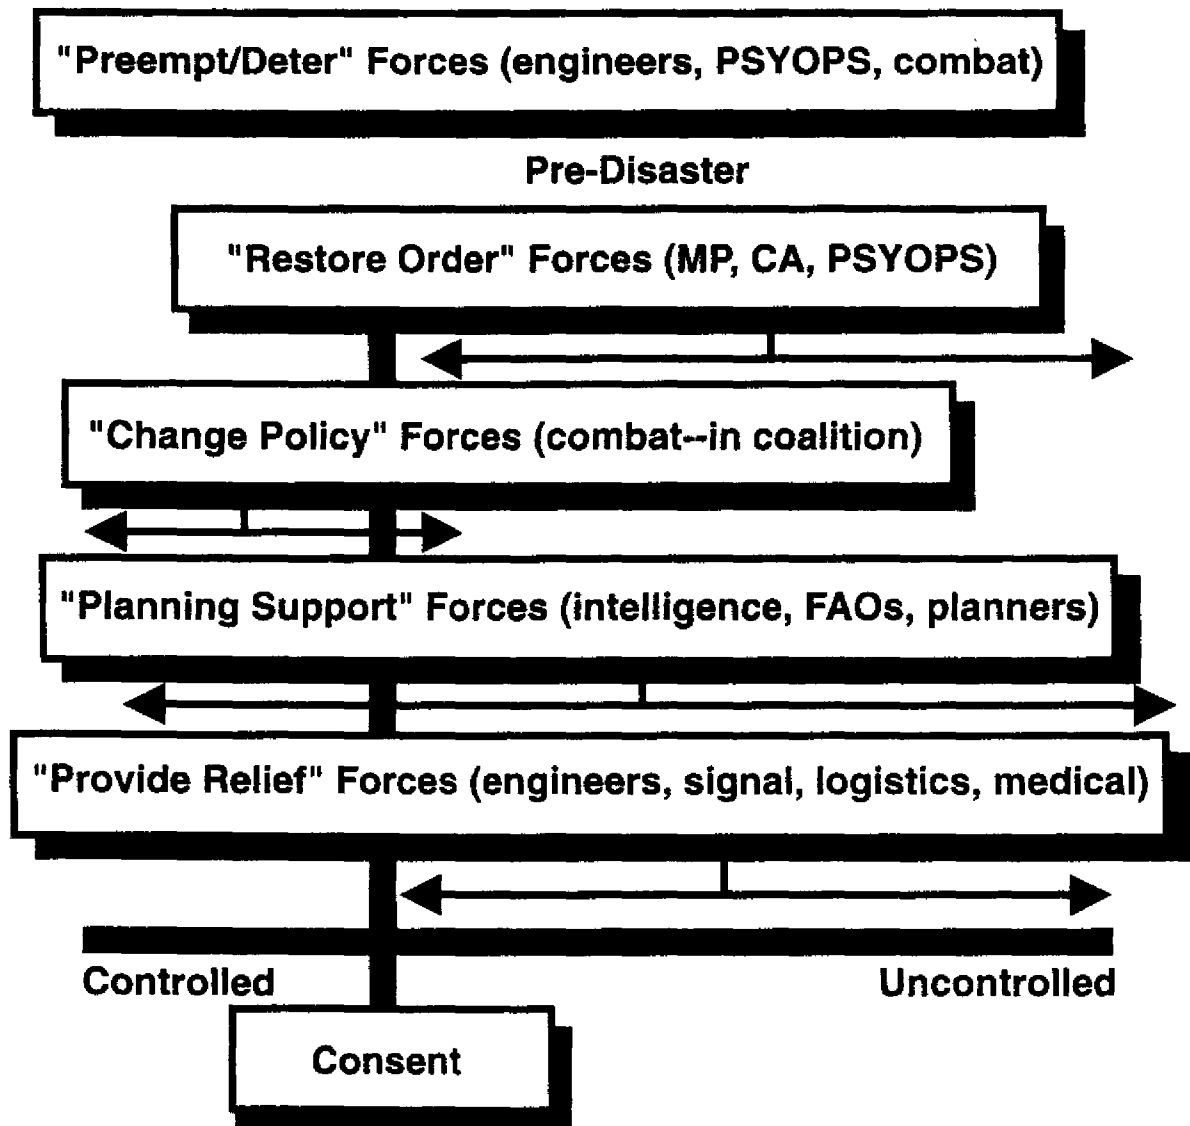 "Preempt/Deter" Forces (engineers, PSYOPS, combat)
Pre-Disaster
"Restore Order" Forces (MP, CA, PSYOPS)
"Change Policy" Forces (combat--in coalition)
"Planning Support" Forces (intelligence, FAOs, planners)
"Provide Relief" Forces (engineers, signal, logistics, medical)
Controlled
Uncontrolled
Consent